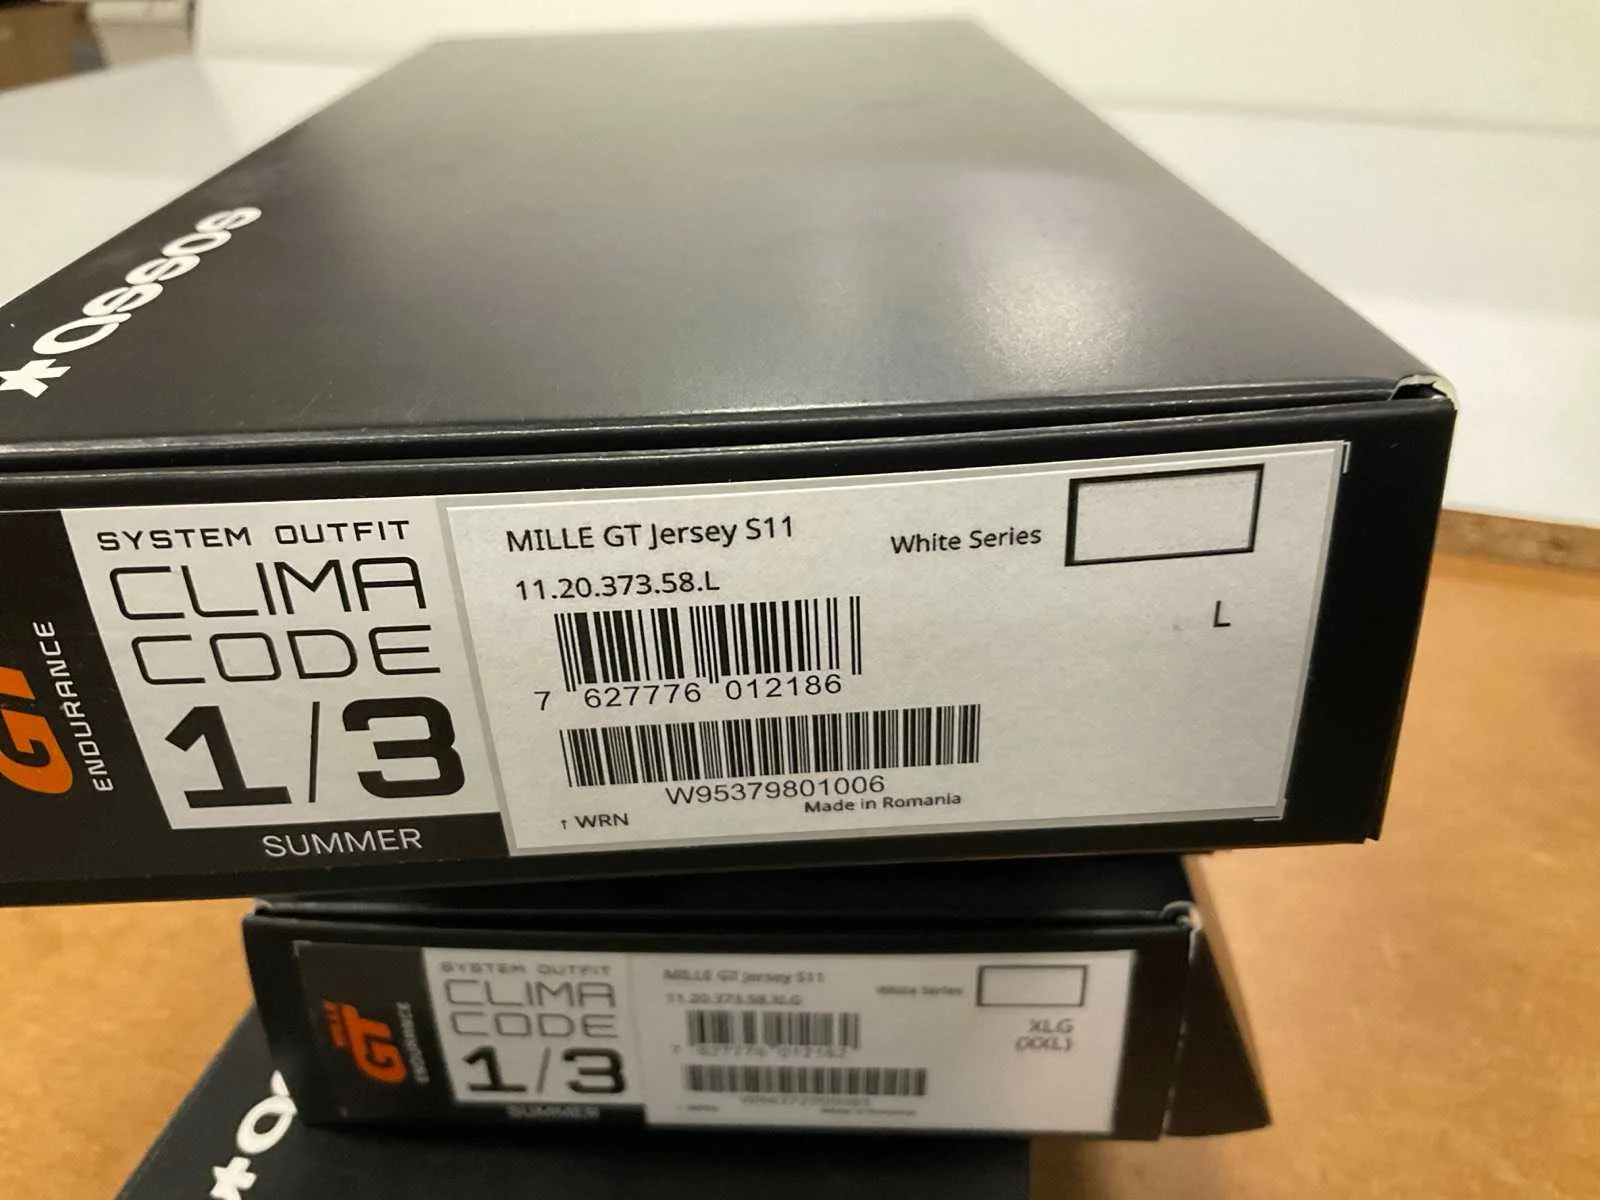 assos
GT
ENDURANCE
SYSTEM OUTFIT
CLIMA
CODE
1/3
SUMMER
MILLE GT Jersey S11
White Series
11.20.373.58.L
L
7 627776 012186
W95379801006
Made in Romania
↑ WRN
MILLE
GT
ENDURANCE
SYSTEM OUTFIT
CLIMA
CODE
1/3
SUMMER
MILLE GT Jersey S11
White Series
11.20.373.58.XLG
XLG
(XXL)